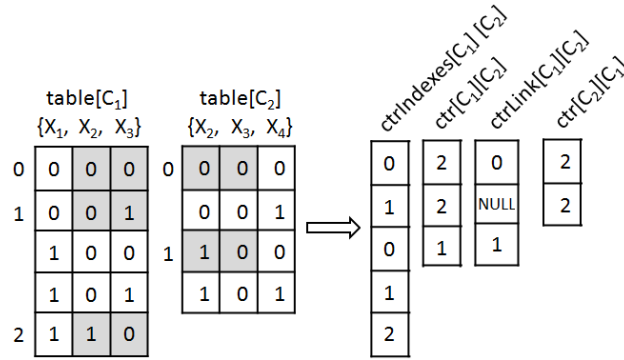 ctrIndexes[C₁] [C₂]
ctr[C₁][C₂]
ctrLink[C₁][C₂]
ctr[C₂][C₁]
table[C₁]
table[C₂]
{X₁, X₂, X₃}
{X₂, X₃, X₄}
0 0 0 0
1 0 0 1
1 0 0
1 0 1
2 1 1 0
0 0 0 0
0 0 1
1 1 0 0
1 0 1
0 2 0 2
1 2 NULL 2
0 1 1
1
2